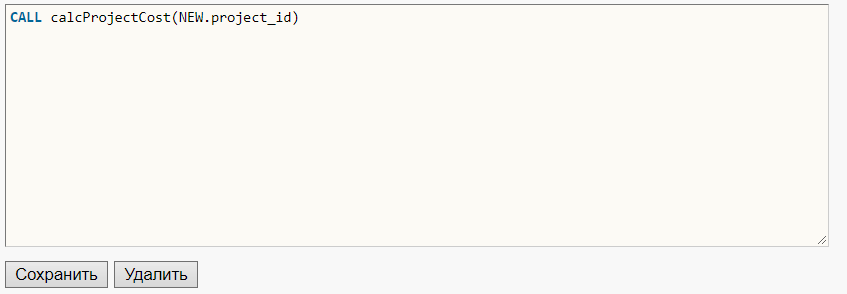 CALL calcProjectCost(NEW.project_id)
Сохранить Удалить